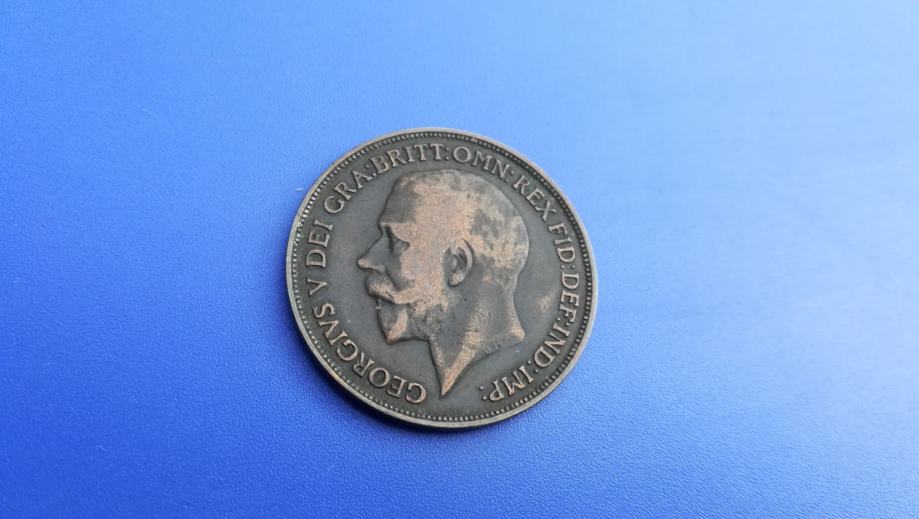 GEORGIVS V DEI GRA:BRITT:OMN:REX FID:DEF:IND:IMP: